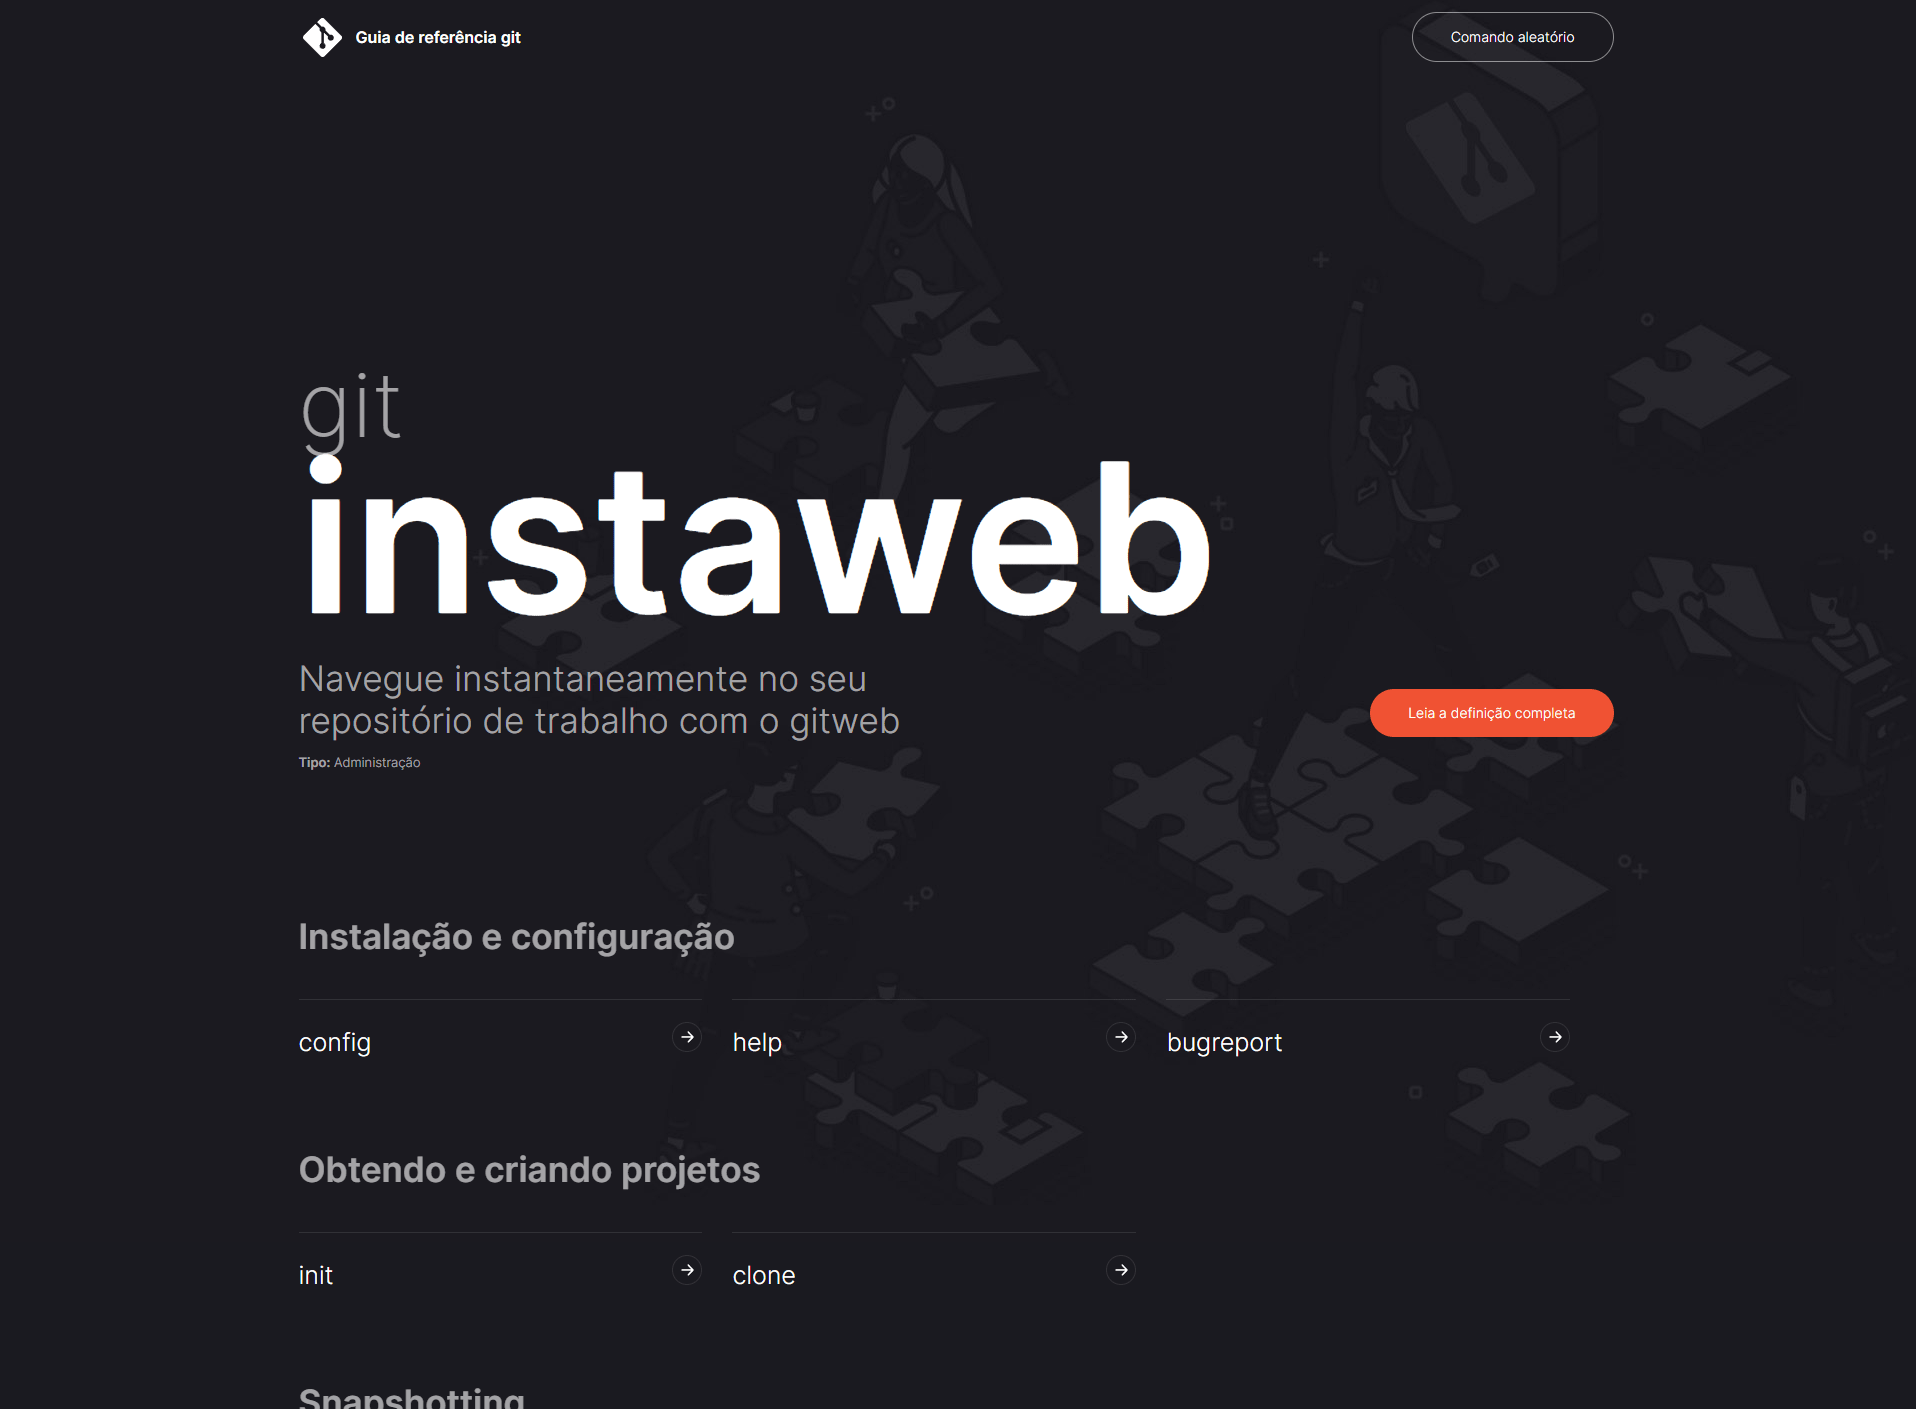 Guia de referência git
Comando aleatório
git
instaweb
Navegue instantaneamente no seu
repositório de trabalho com o gitweb
Tipo: Administração
Leia a definição completa
Instalação e configuração
config
help
bugreport
Obtendo e criando projetos
init
clone
Snapshotting